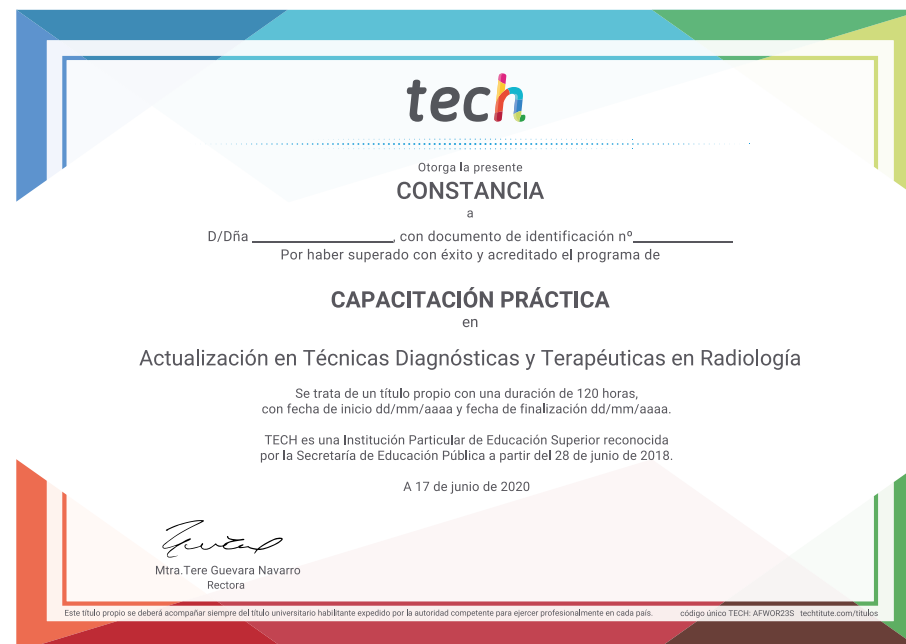 tech
Otorga la presente
CONSTANCIA
a
D/Dña ____________, con documento de identificación nº____________
Por haber superado con éxito y acreditado el programa de
CAPACITACIÓN PRÁCTICA
en
Actualización en Técnicas Diagnósticas y Terapéuticas en Radiología
Se trata de un título propio con una duración de 120 horas,
con fecha de inicio dd/mm/aaaa y fecha de finalización dd/mm/aaaa.
TECH es una Institución Particular de Educación Superior reconocida
por la Secretaría de Educación Pública a partir del 28 de junio de 2018.
A 17 de junio de 2020
Mtra.Tere Guevara Navarro
Rectora
Este título propio se deberá acompañar siempre del título universitario habilitante expedido por la autoridad competente para ejercer profesionalmente en cada país. código único TECH: AFWOR23S techtitute.com/titulos